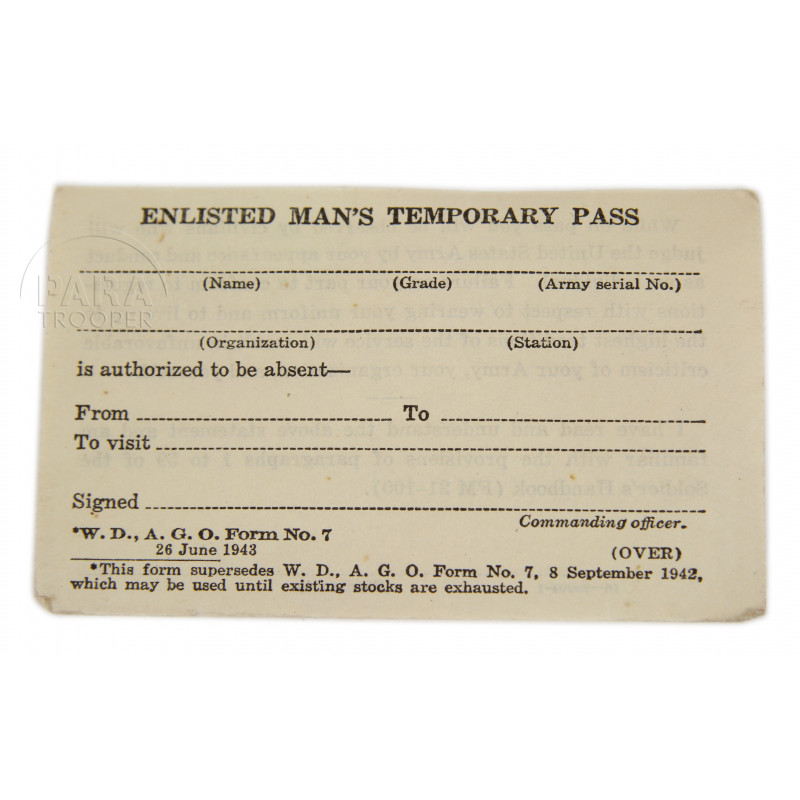 ENLISTED MAN'S TEMPORARY PASS
(Name) (Grade) (Army serial No.)
(Organization) (Station)
is authorized to be absent—
From To
To visit
Signed
Commanding officer.
*W. D., A. G. O. Form No. 7
26 June 1943
(OVER)
*This form supersedes W. D., A. G. O. Form No. 7, 8 September 1942,
which may be used until existing stocks are exhausted.
PARA
TROOPER